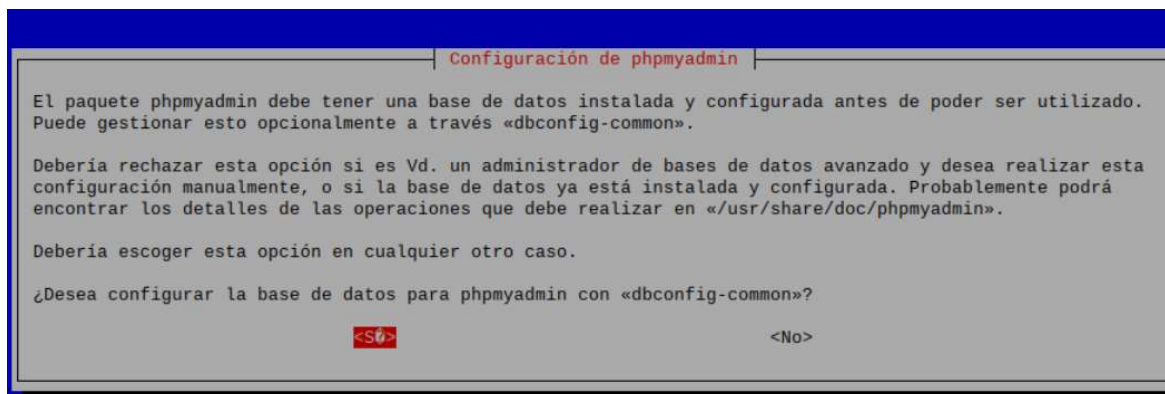 Configuración de phpmyadmin
El paquete phpmyadmin debe tener una base de datos instalada y configurada antes de poder ser utilizado.
Puede gestionar esto opcionalmente a través «dbconfig-common».
Debería rechazar esta opción si es Vd. un administrador de bases de datos avanzado y desea realizar esta
configuración manualmente, o si la base de datos ya está instalada y configurada. Probablemente podrá
encontrar los detalles de las operaciones que debe realizar en «/usr/share/doc/phpmyadmin».
Debería escoger esta opción en cualquier otro caso.
¿Desea configurar la base de datos para phpmyadmin con «dbconfig-common»?
<S�> <No>